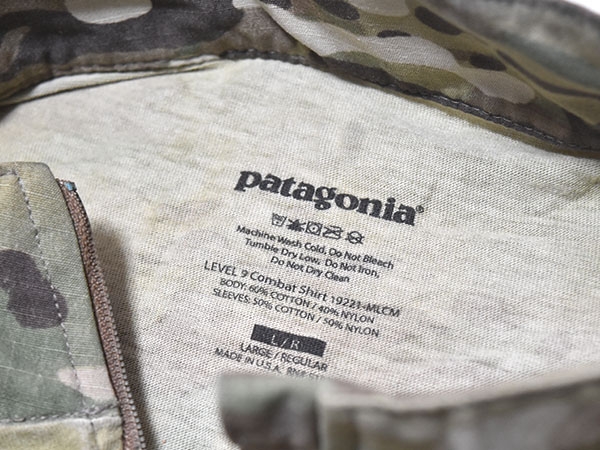 patagonia®
Machine Wash Cold, Do Not Bleach
Tumble Dry Low, Do Not Iron,
Do Not Dry Clean
LEVEL 9 Combat Shirt 19221-MLCM
BODY: 60% COTTON / 40% NYLON
SLEEVES: 50% COTTON / 50% NYLON
L/R
LARGE / REGULAR
MADE IN U.S.A.